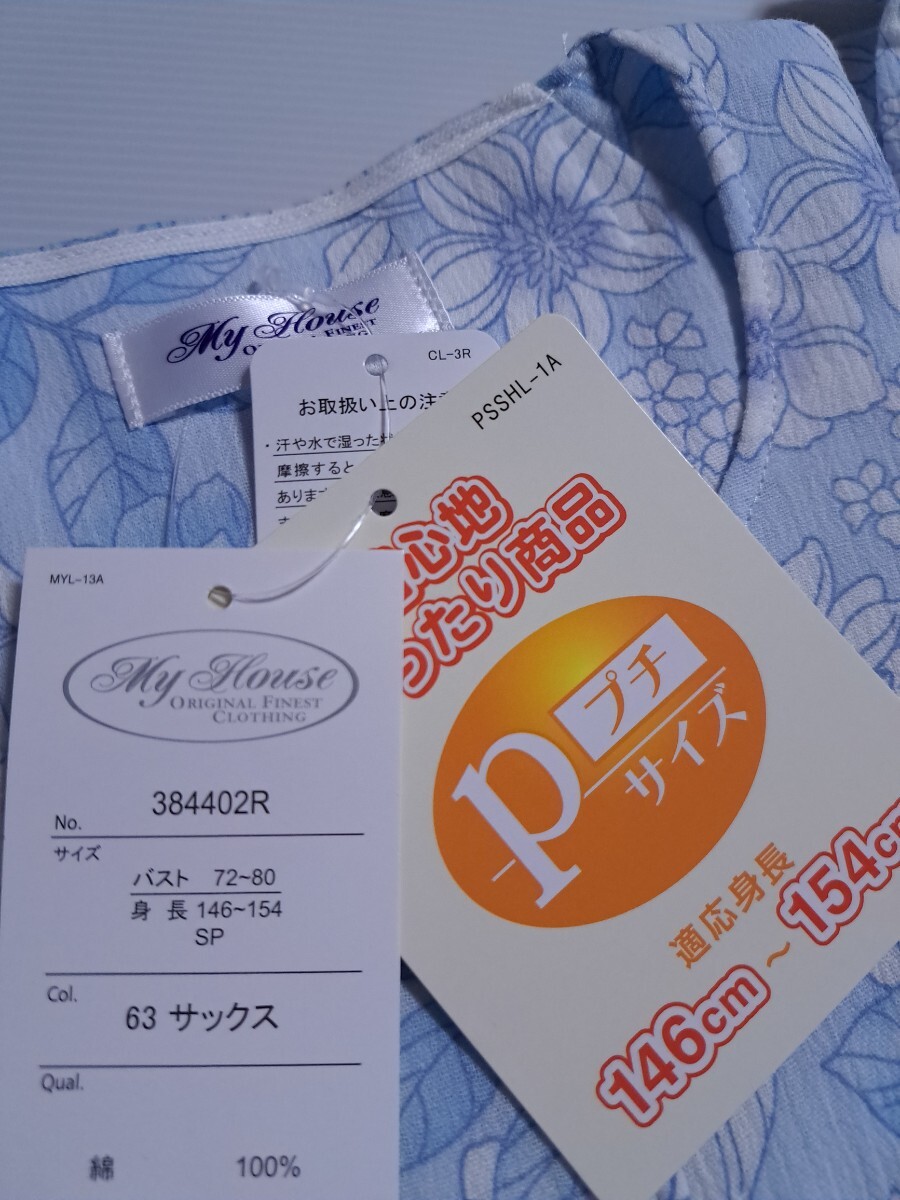 My House
FINEST
CL-3R
お取扱い上の注
・汗や水で湿った
摩擦すると
あります
PSSHL-1A
心地
ったり商品
p
プチ
サイズ
適応身長
146cm～154cm
MYL-13A
My House
ORIGINAL FINEST
CLOTHING
No. 384402R
サイズ
バスト 72~80
身 長 146~154
SP
Col.
63 サックス
Qual.
綿 100%